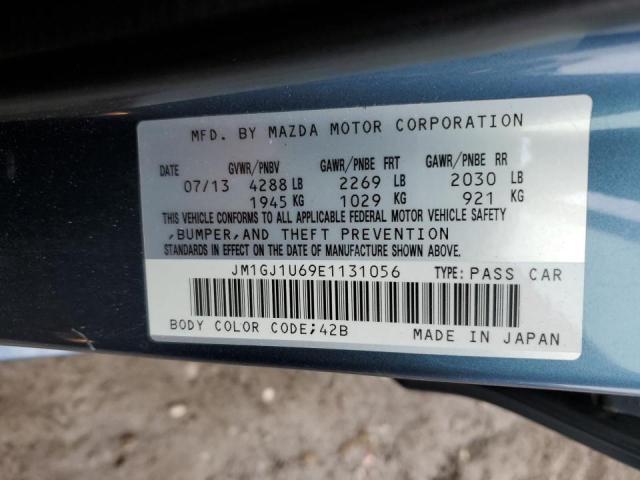 MFD. BY MAZDA MOTOR CORPORATION
DATE GVWR/PNBV GAWR/PNBE FRT GAWR/PNBE RR
07/13 4288 LB 2269 LB 2030 LB
1945 KG 1029 KG 921 KG
THIS VEHICLE CONFORMS TO ALL APPLICABLE FEDERAL MOTOR VEHICLE SAFETY
,BUMPER,AND THEFT PREVENTION
STANDARDS IN EFFECT ON THE DATE OF MANUFACTURE SHOWN ABOVE.
JM1GJ1U69E1131056 TYPE: PASS CAR
BODY COLOR CODE;42B MADE IN JAPAN